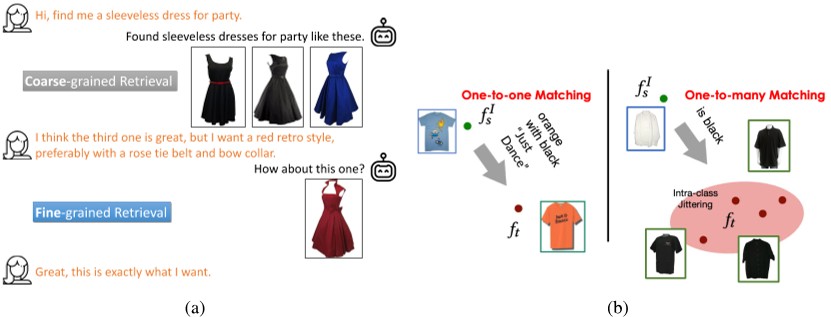 Hi, find me a sleeveless dress for party.
Found sleeveless dresses for party like these.
Coarse-grained Retrieval
I think the third one is great, but I want a red retro style,
preferably with a rose tie belt and bow collar.
How about this one?
Fine-grained Retrieval
Great, this is exactly what I want.
(a)
One-to-one Matching
f_s^I
orange
with black
"Just
Dance"
f_t
One-to-many Matching
f_s^I
is black
Intra-class
Jittering
f_t
(b)